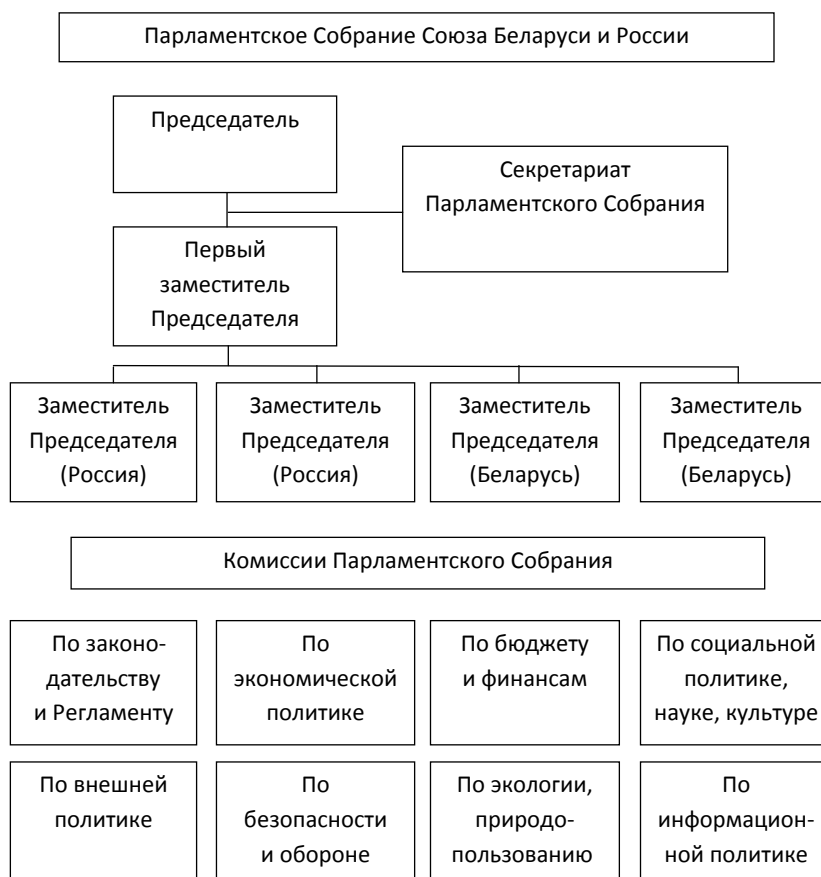 Парламентское Собрание Союза Беларуси и России
Председатель
Секретариат
Парламентского Собрания
Первый
заместитель
Председателя
Заместитель
Председателя
(Россия)
Заместитель
Председателя
(Россия)
Заместитель
Председателя
(Беларусь)
Заместитель
Председателя
(Беларусь)
Комиссии Парламентского Собрания
По законо-
дательству
и Регламенту
По
экономической
политике
По бюджету
и финансам
По социальной
политике,
науке, культуре
По внешней
политике
По
безопасности
и обороне
По экологии,
природо-
пользованию
По
информацион-
ной политике